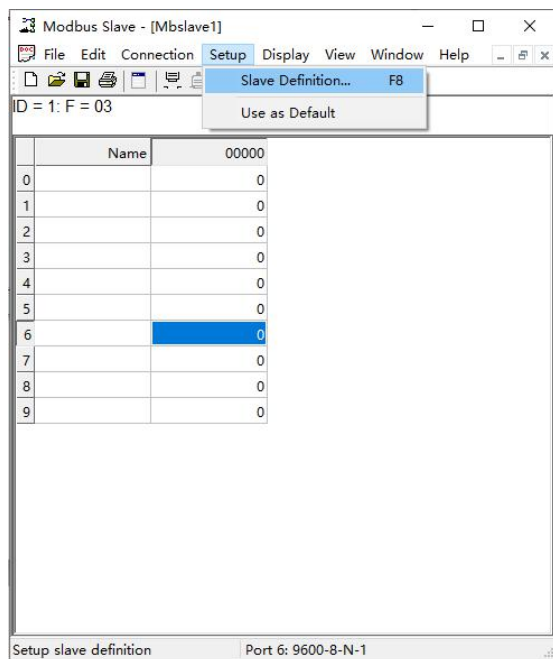 Modbus Slave - [Mbslave1]
File Edit Connection Setup Display View Window Help
Slave Definition... F8
Use as Default
ID = 1: F = 03
Name 00000
0 0
1 0
2 0
3 0
4 0
5 0
6 0
7 0
8 0
9 0
Setup slave definition Port 6: 9600-8-N-1